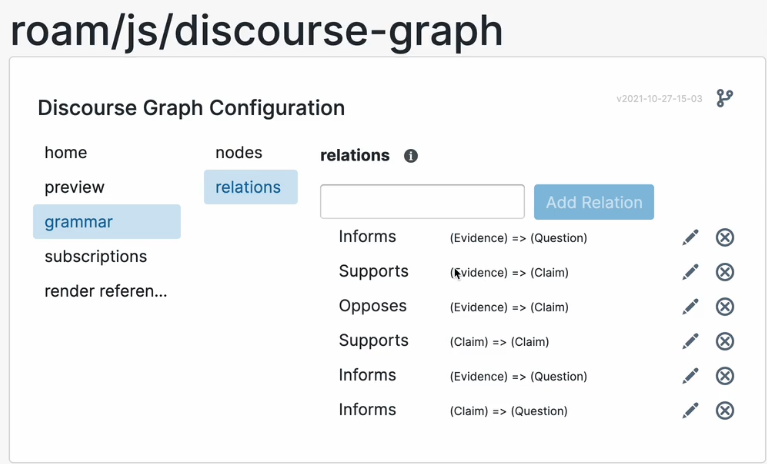 roam/js/discourse-graph
Discourse Graph Configuration
v2021-10-27-15-03
home
preview
grammar
subscriptions
render referen...
nodes
relations
relations
Add Relation
Informs (Evidence) => (Question)
Supports (Evidence) => (Claim)
Opposes (Evidence) => (Claim)
Supports (Claim) => (Claim)
Informs (Evidence) => (Question)
Informs (Claim) => (Question)